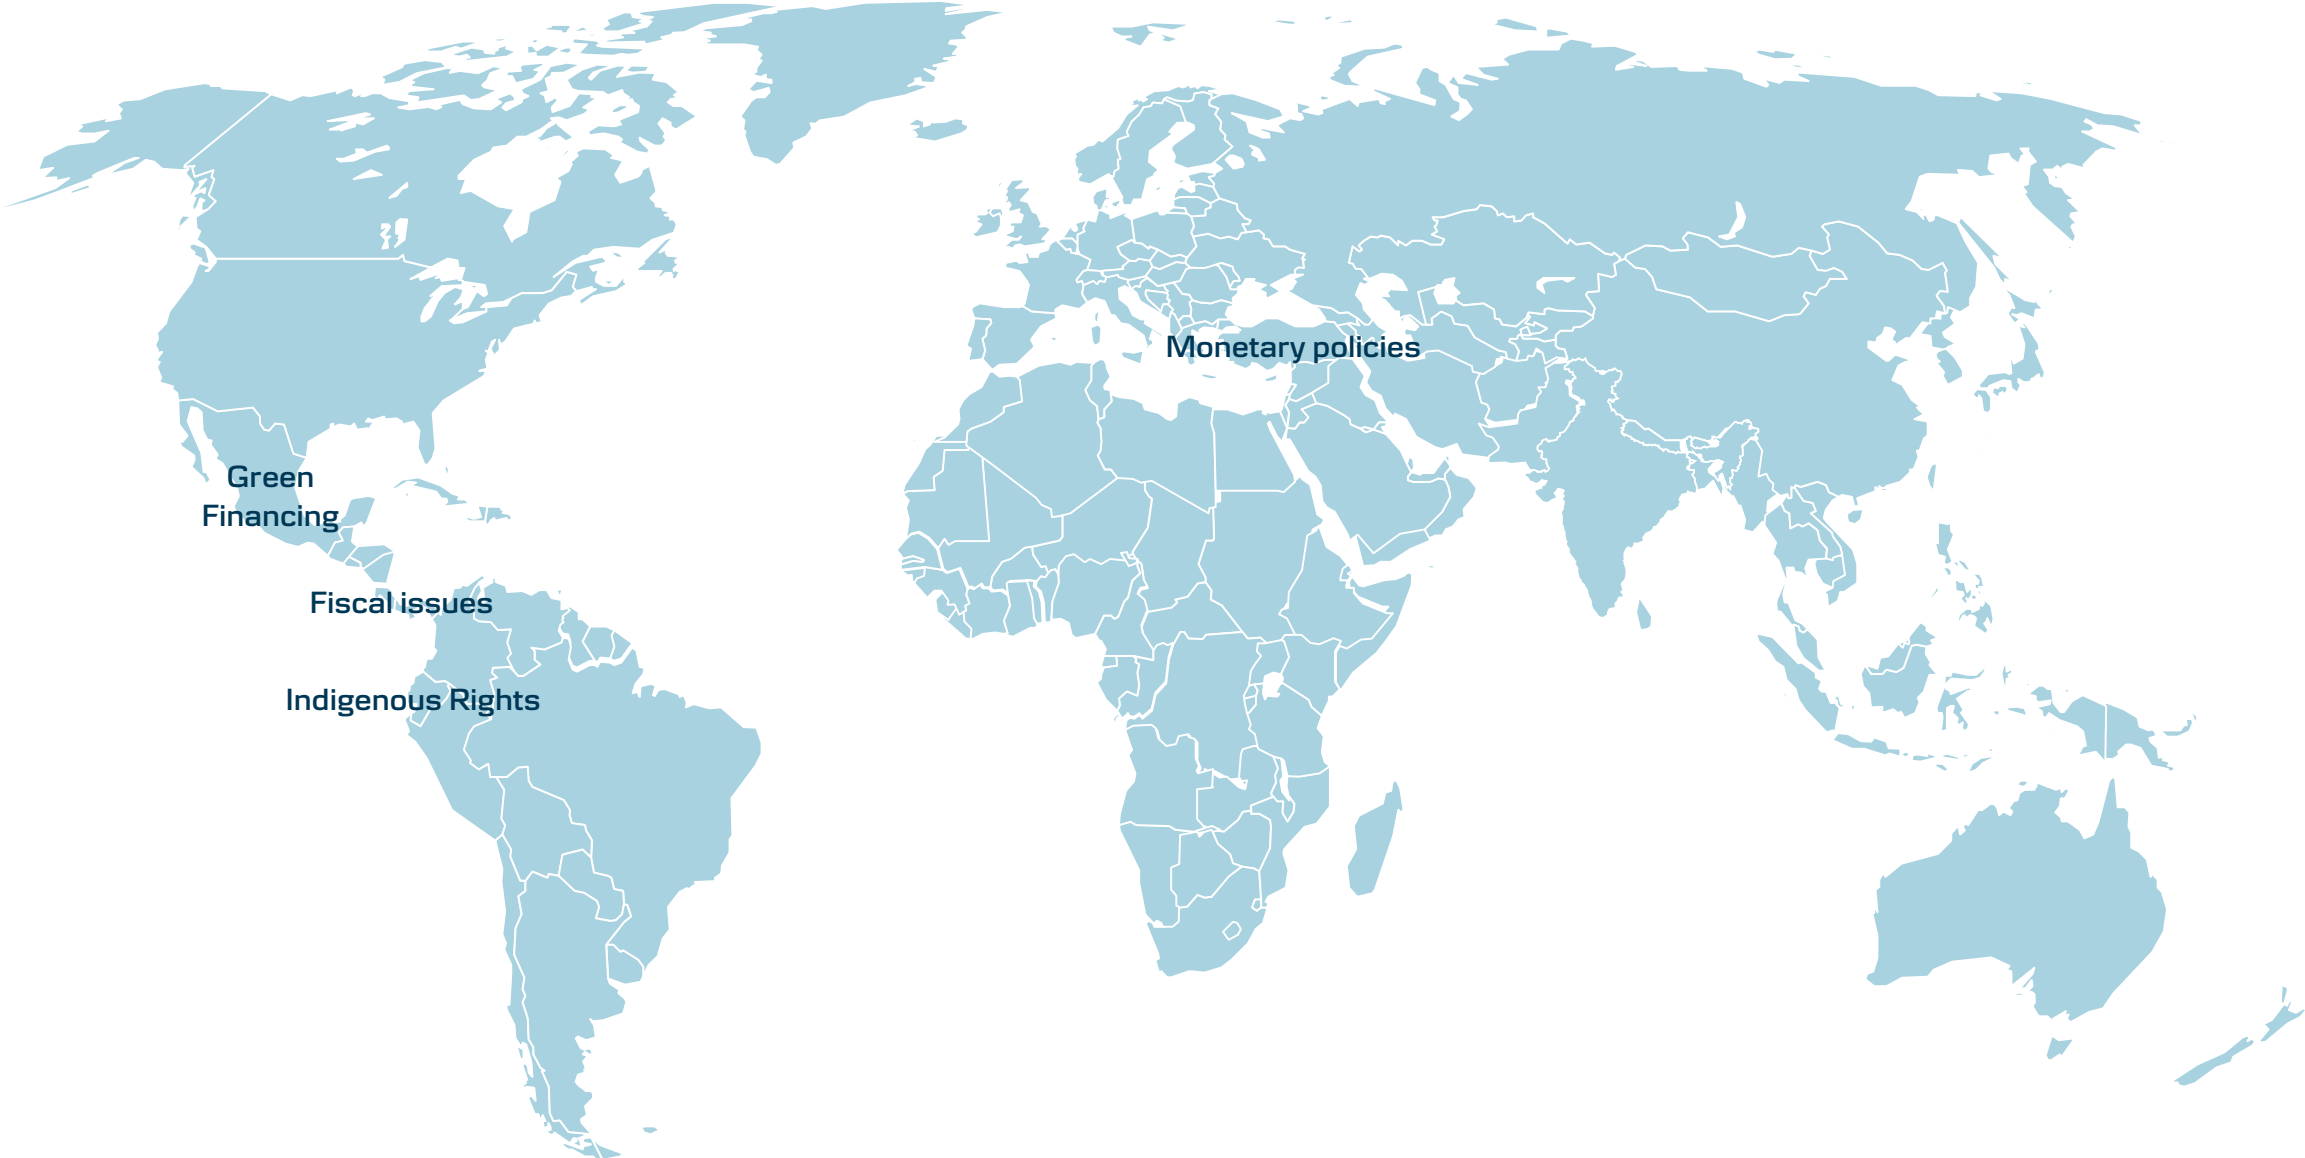 Monetary policies
Green
Financing
Fiscal issues
Indigenous Rights